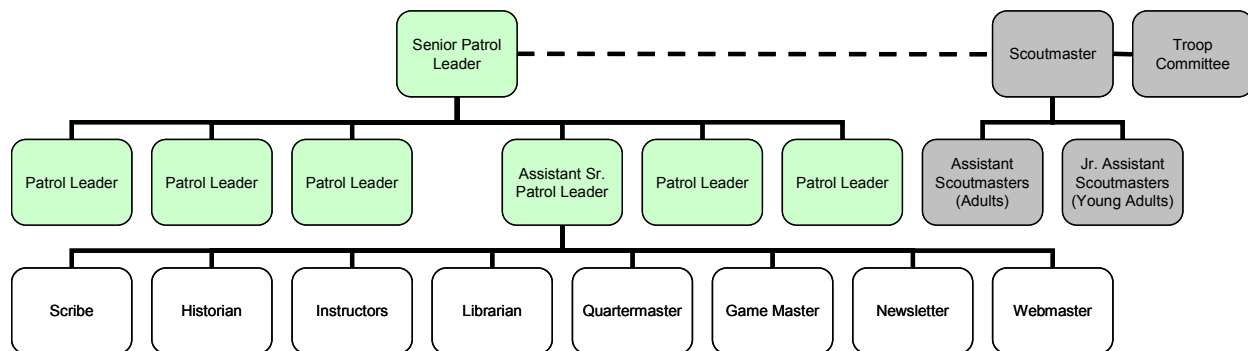 Senior Patrol
Leader
Scoutmaster
Troop
Committee
Patrol Leader
Patrol Leader
Patrol Leader
Assistant Sr.
Patrol Leader
Patrol Leader
Patrol Leader
Assistant
Scoutmasters
(Adults)
Jr. Assistant
Scoutmasters
(Young Adults)
Scribe
Historian
Instructors
Librarian
Quartermaster
Game Master
Newsletter
Webmaster